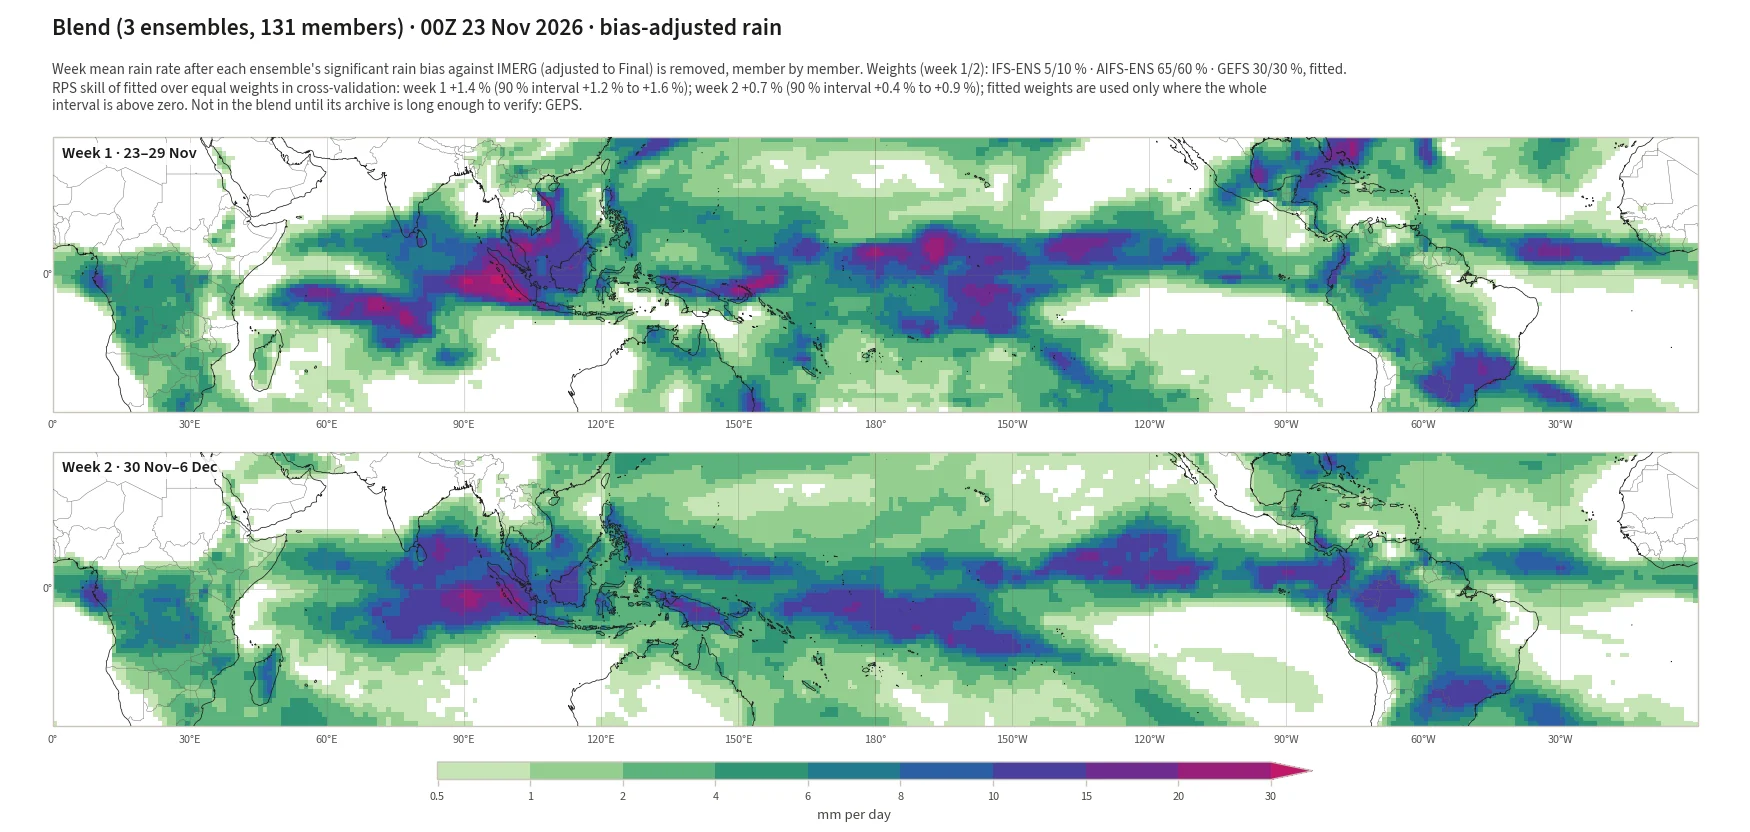 Blend (3 ensembles, 131 members) · 00Z 23 Nov 2026 · bias-adjusted rain
Week mean rain rate after each ensemble's significant rain bias against IMERG (adjusted to Final) is removed, member by member. Weights (week 1/2): IFS-ENS 5/10 % · AIFS-ENS 65/60 % · GEFS 30/30 %, fitted.
RPS skill of fitted over equal weights in cross-validation: week 1 +1.4 % (90 % interval +1.2 % to +1.6 %); week 2 +0.7 % (90 % interval +0.4 % to +0.9 %); fitted weights are used only where the whole
interval is above zero. Not in the blend until its archive is long enough to verify: GEPS.
Week 1 · 23–29 Nov
0°
0° 30°E 60°E 90°E 120°E 150°E 180° 150°W 120°W 90°W 60°W 30°W
Week 2 · 30 Nov–6 Dec
0°
0° 30°E 60°E 90°E 120°E 150°E 180° 150°W 120°W 90°W 60°W 30°W
0.5 1 2 4 6 8 10 15 20 30
mm per day